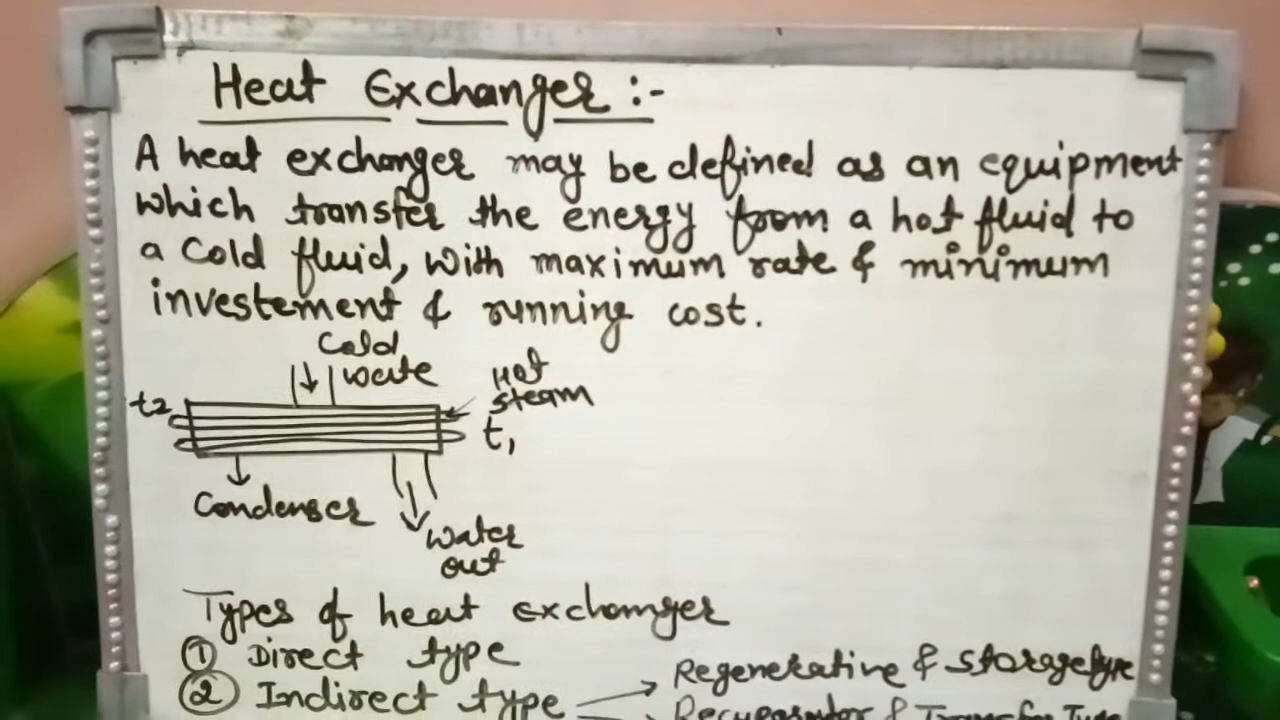 Heat Exchanger :-
A heat exchanger may be defined as an equipment
which transfer the energy from a hot fluid to
a cold fluid, with maximum rate & minimum
investement & running cost.
Cold
wate
Hot
steam
t2
t1
Condenser
Water
out
Types of heat exchamger
① Direct type
② Indirect type → Regenerative & Storage type